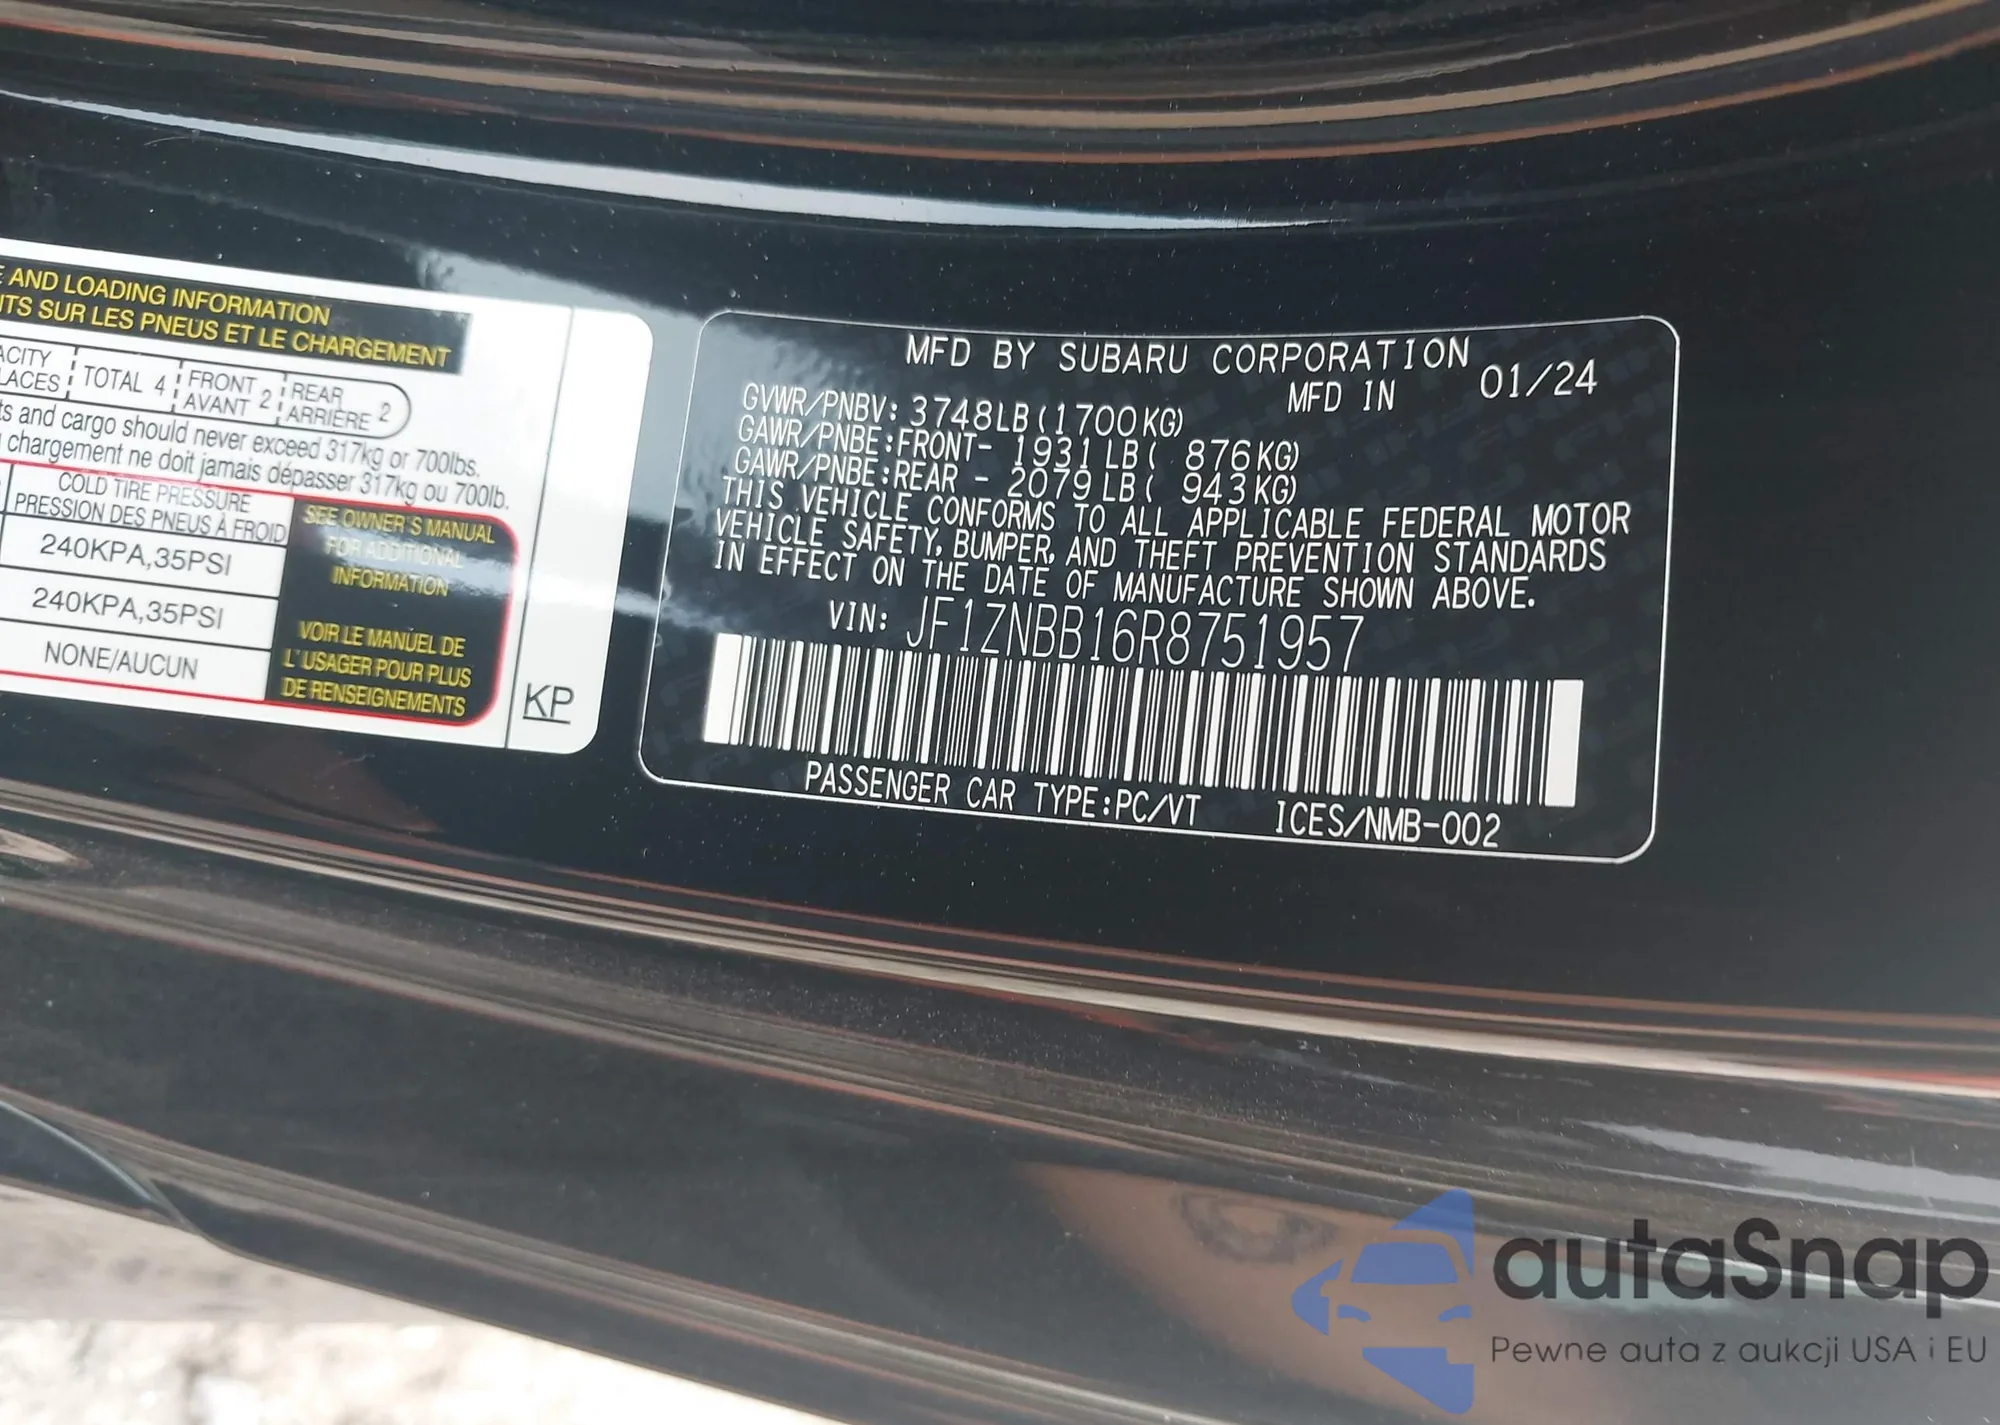 E AND LOADING INFORMATION
NTS SUR LES PNEUS ET LE CHARGEMENT
ACITY
LACES
TOTAL 4
FRONT
AVANT 2
REAR
ARRIÈRE 2
ts and cargo should never exceed 317kg or 700lbs.
chargement ne doit jamais dépasser 317kg ou 700lb.
COLD TIRE PRESSURE
PRESSION DES PNEUS À FROID
240KPA,35PSI
240KPA,35PSI
NONE/AUCUN
SEE OWNER'S MANUAL
FOR ADDITIONAL
INFORMATION
VOIR LE MANUEL DE
L'USAGER POUR PLUS
DE RENSEIGNEMENTS
KP
MFD BY SUBARU CORPORATION
MFD IN 01/24
GVWR/PNBV: 3748LB(1700KG)
GAWR/PNBE:FRONT- 1931LB( 876KG)
GAWR/PNBE:REAR - 2079LB( 943KG)
THIS VEHICLE CONFORMS TO ALL APPLICABLE FEDERAL MOTOR
VEHICLE SAFETY, BUMPER, AND THEFT PREVENTION STANDARDS
IN EFFECT ON THE DATE OF MANUFACTURE SHOWN ABOVE.
VIN: JF1ZNBB16R8751957
PASSENGER CAR TYPE:PC/VT ICES/NMB-002
autaSnap
Pewne auta z aukcji USA i EU